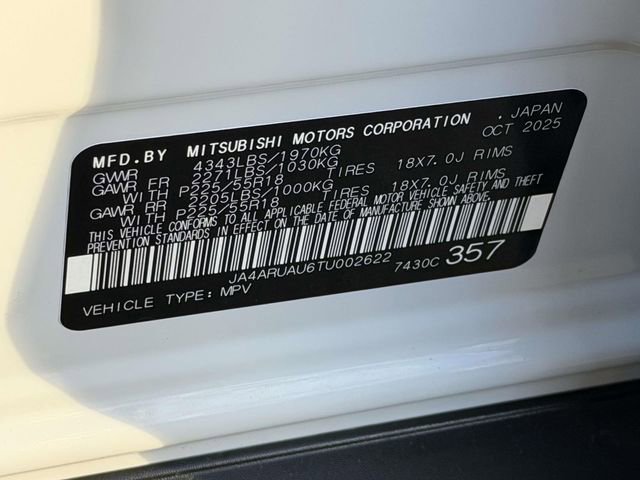 MFD.BY MITSUBISHI MOTORS CORPORATION , JAPAN
GVWR 4343LBS/1970KG OCT 2025
GAWR FR 2271LBS/1030KG
WITH P225/55R18 TIRES 18X7.0J RIMS
GAWR RR 2205LBS/1000KG
WITH P225/55R18 TIRES 18X7.0J RIMS
THIS VEHICLE CONFORMS TO ALL APPLICABLE FEDERAL MOTOR VEHICLE SAFETY AND THEFT
PREVENTION STANDARDS IN EFFECT ON THE DATE OF MANUFACTURE SHOWN ABOVE.
JA4ARUAU6TU002622 7430C 357
VEHICLE TYPE: MPV